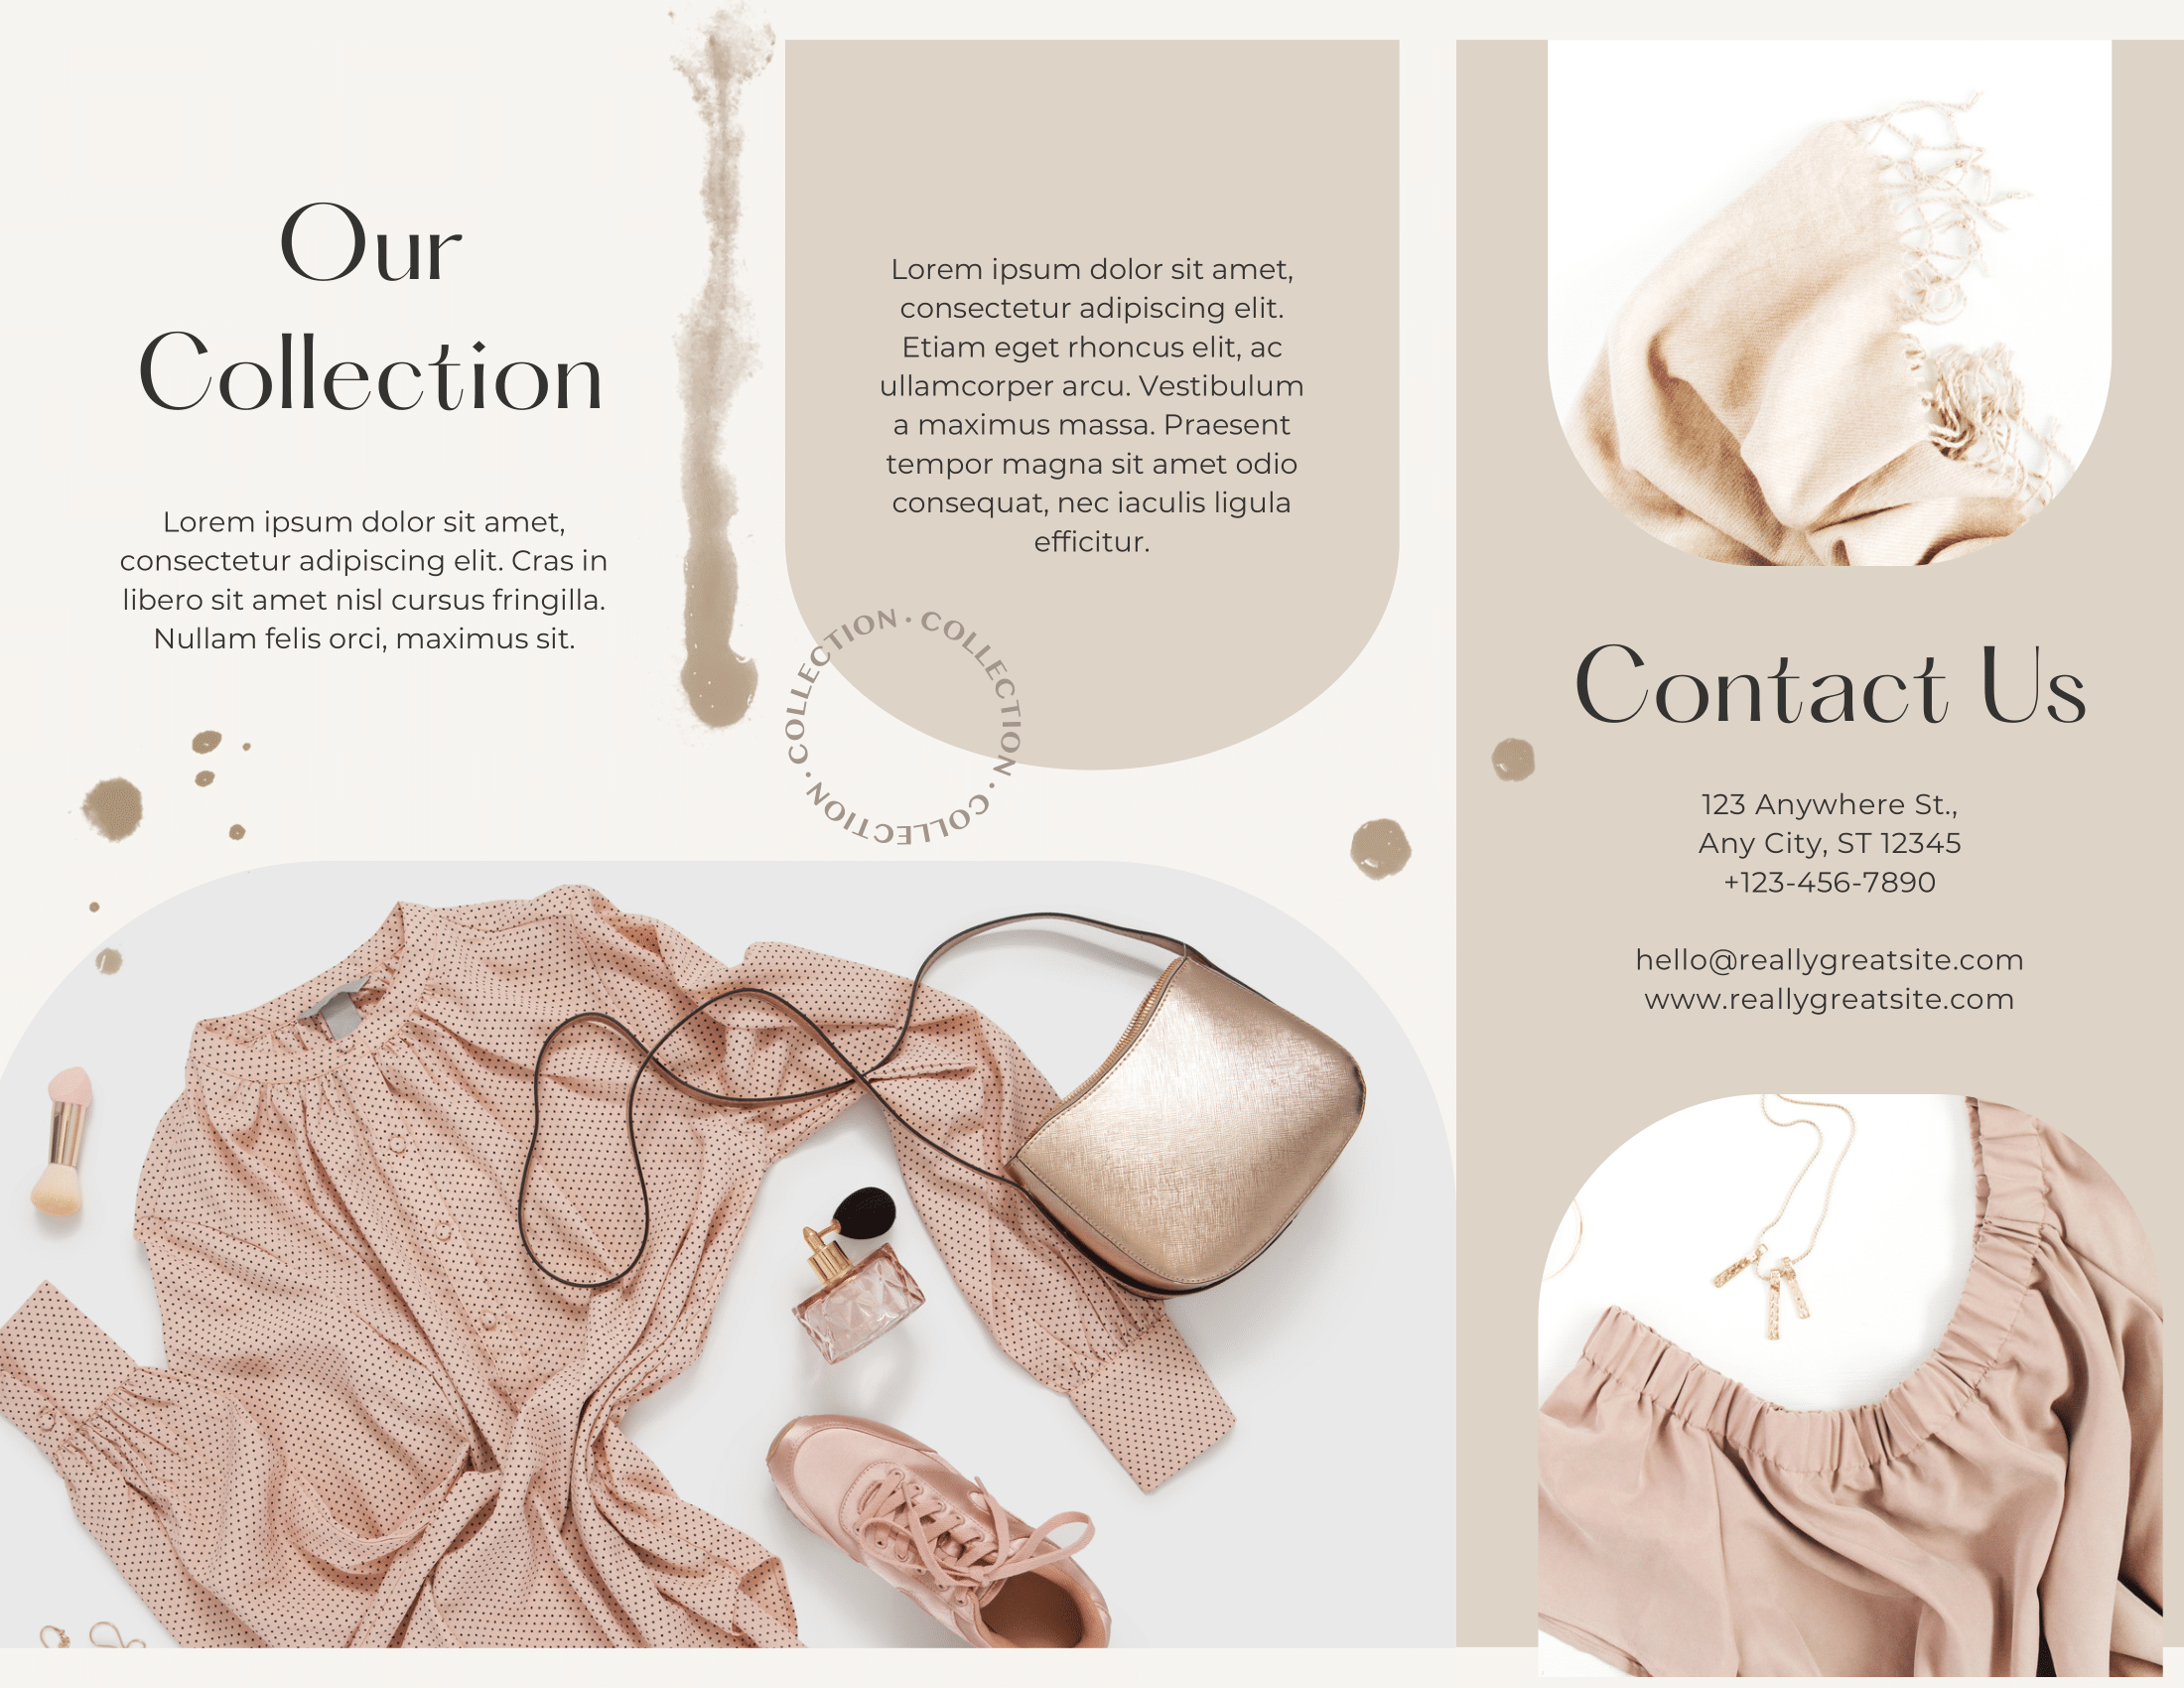 Our
Collection
Lorem ipsum dolor sit amet,
consectetur adipiscing elit. Cras in
libero sit amet nisl cursus fringilla.
Nullam felis orci, maximus sit.
Lorem ipsum dolor sit amet,
consectetur adipiscing elit.
Etiam eget rhoncus elit, ac
ullamcorper arcu. Vestibulum
a maximus massa. Praesent
tempor magna sit amet odio
consequat, nec iaculis ligula
efficitur.
COLLECTION · COLLECTION · COLLECTION ·
Contact Us
123 Anywhere St.,
Any City, ST 12345
+123-456-7890
hello@reallygreatsite.com
www.reallygreatsite.com